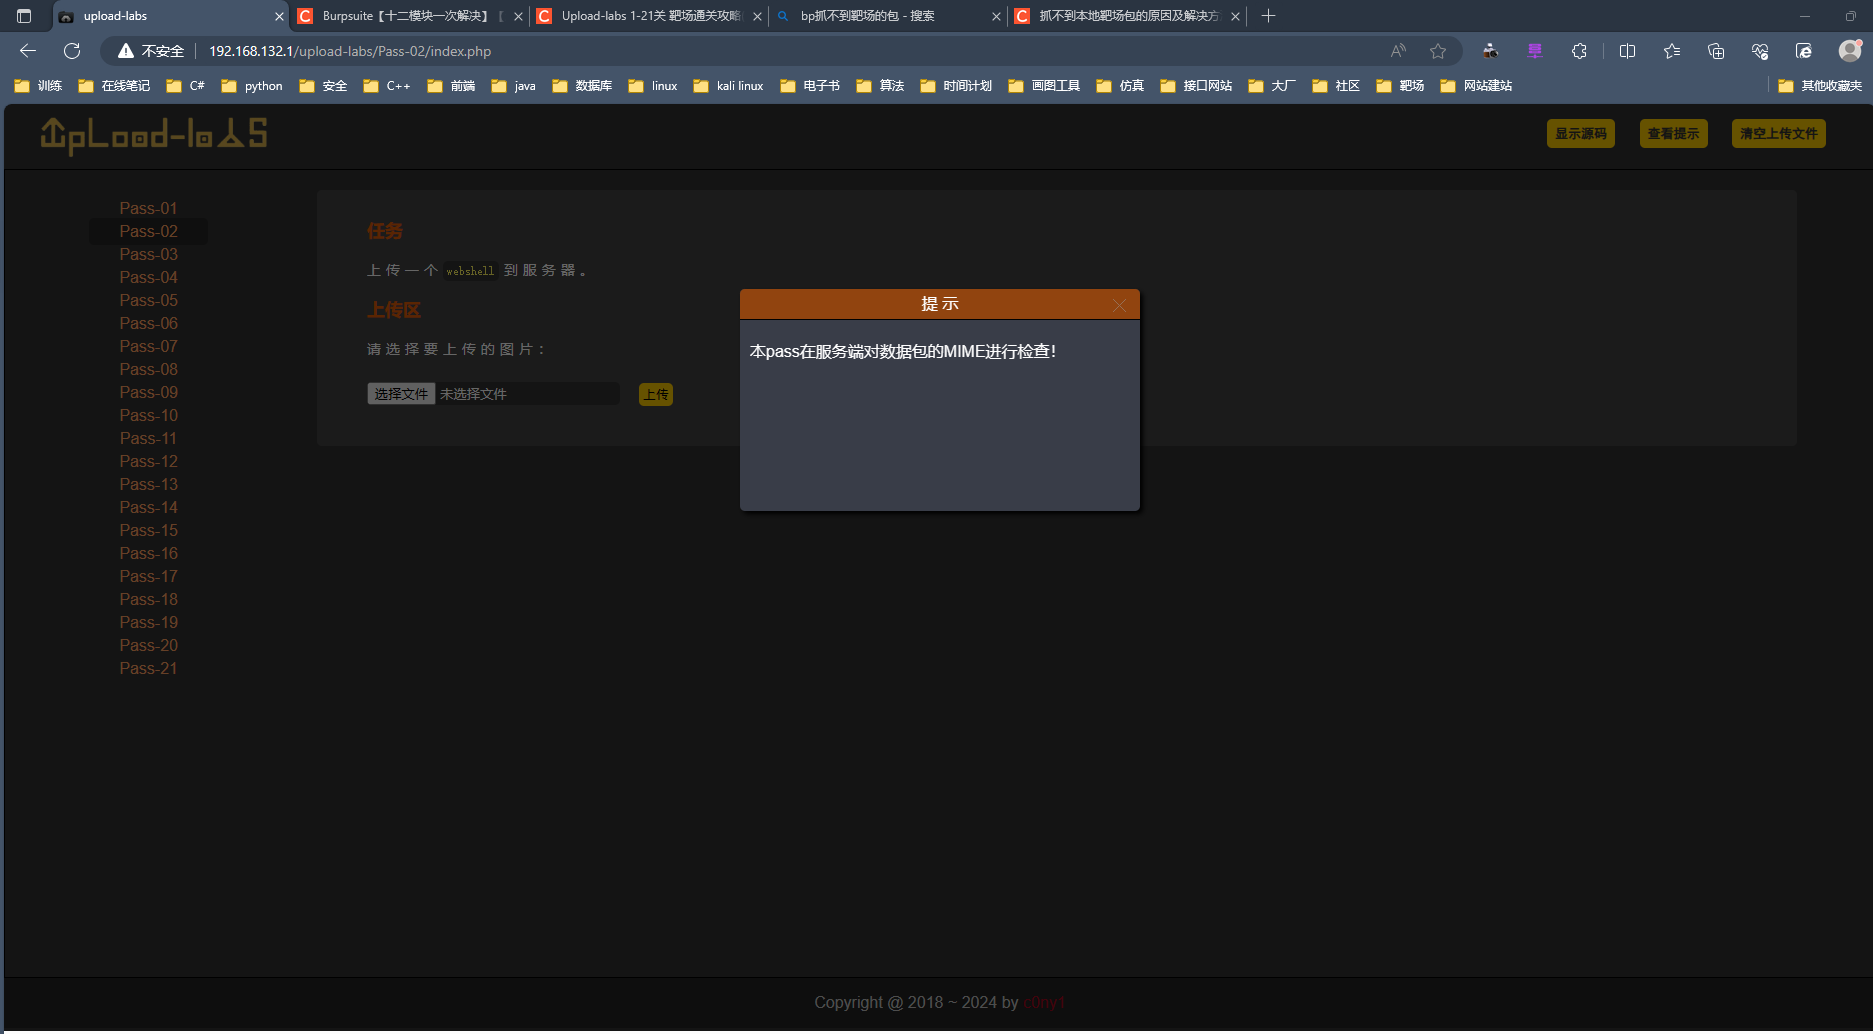 upload-labs
Burpsuite【十二模块一次解决】
Upload-labs 1-21关 靶场通关攻略
bp抓不到靶场的包 - 搜索
抓不到本地靶场包的原因及解决方
不安全
192.168.132.1/upload-labs/Pass-02/index.php
训练
在线笔记
C#
python
安全
C++
前端
java
数据库
linux
kali linux
电子书
算法
时间计划
画图工具
仿真
接口网站
大厂
社区
靶场
网站建站
其他收藏夹
UpLoad-labs
显示源码
查看提示
清空上传文件
Pass-01
Pass-02
Pass-03
Pass-04
Pass-05
Pass-06
Pass-07
Pass-08
Pass-09
Pass-10
Pass-11
Pass-12
Pass-13
Pass-14
Pass-15
Pass-16
Pass-17
Pass-18
Pass-19
Pass-20
Pass-21
任务
上传一个 webshell 到服务器。
上传区
请选择要上传的图片：
选择文件 未选择文件
上传
提示
本pass在服务端对数据包的MIME进行检查！
Copyright @ 2018 ~ 2024 by c0ny1